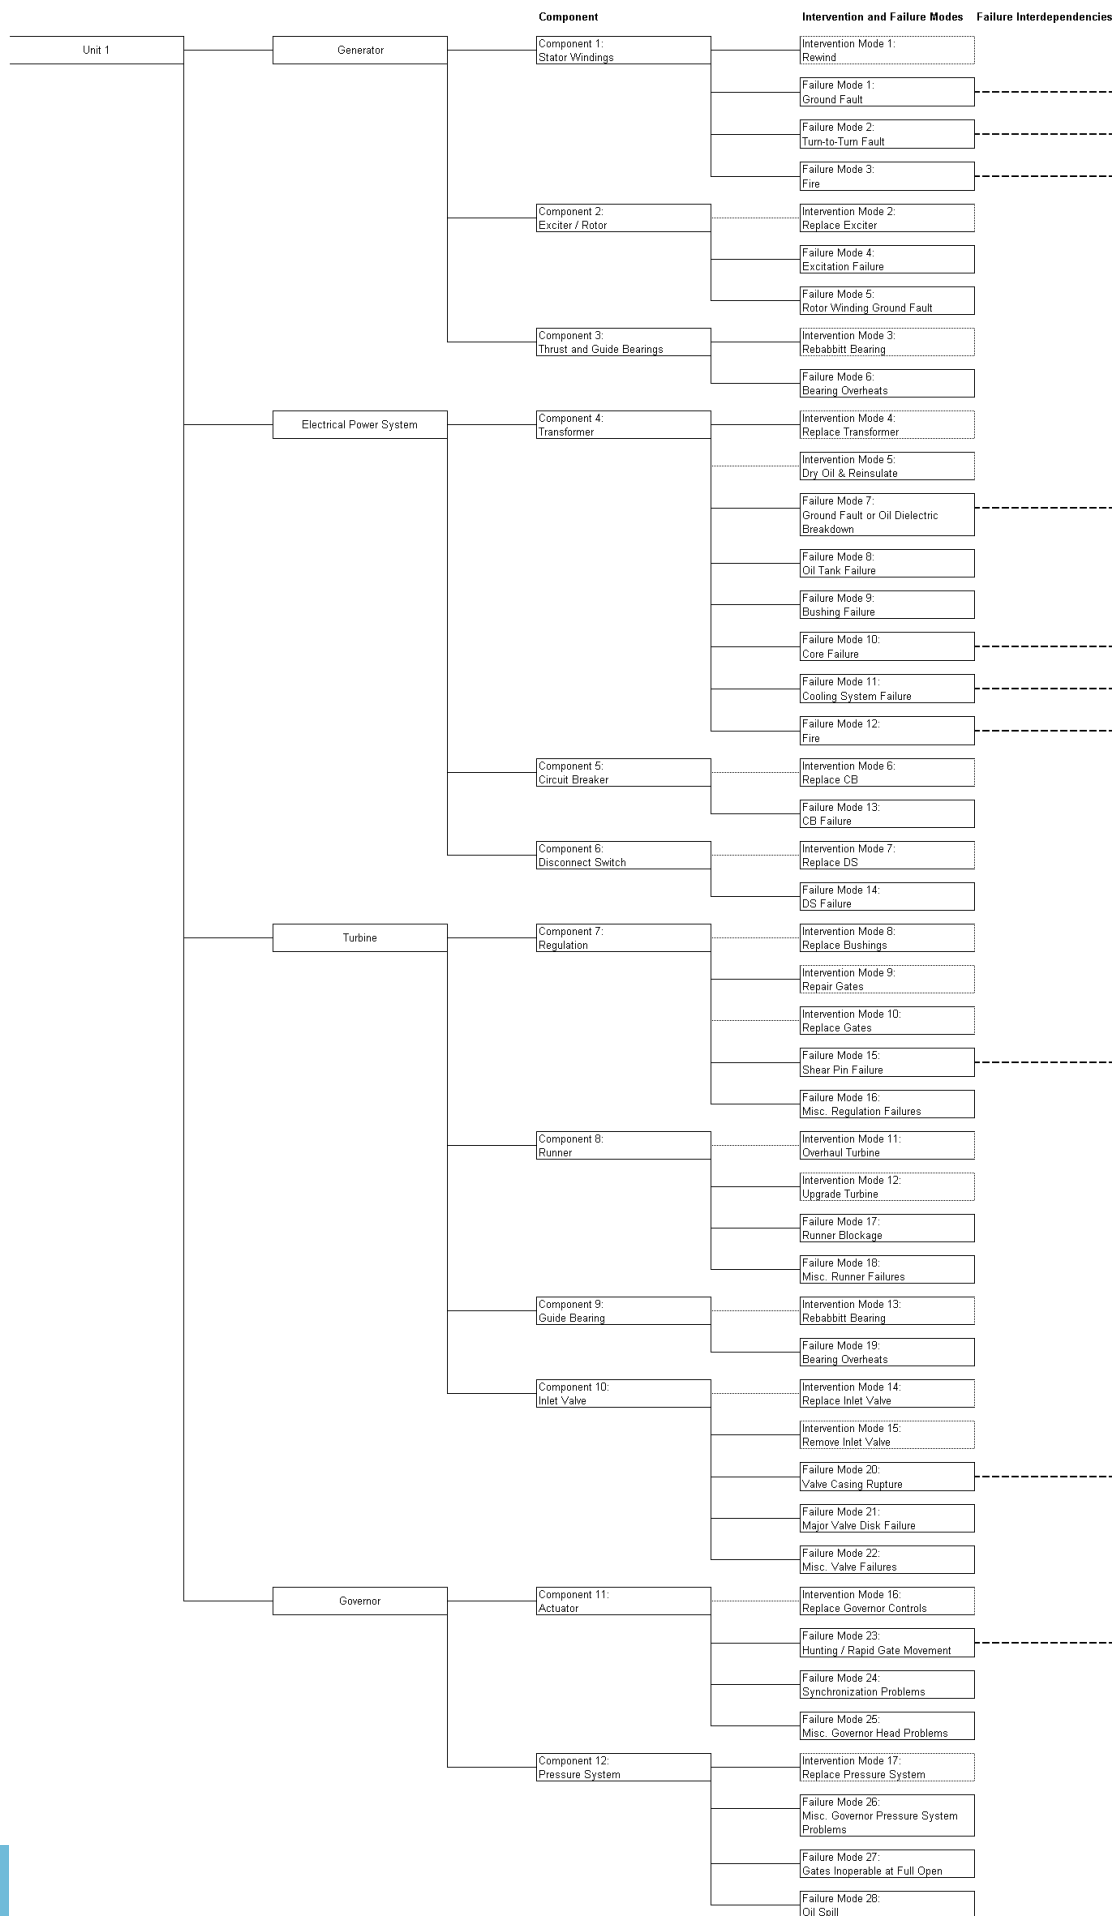 Component
Intervention and Failure Modes
Failure Interdependencies
Unit 1
Generator
Component 1:
Stator Windings
Intervention Mode 1:
Rewind
Failure Mode 1:
Ground Fault
Failure Mode 2:
Turn-to-Turn Fault
Failure Mode 3:
Fire
Component 2:
Exciter / Rotor
Intervention Mode 2:
Replace Exciter
Failure Mode 4:
Excitation Failure
Failure Mode 5:
Rotor Winding Ground Fault
Component 3:
Thrust and Guide Bearings
Intervention Mode 3:
Rebabbitt Bearing
Failure Mode 6:
Bearing Overheats
Electrical Power System
Component 4:
Transformer
Intervention Mode 4:
Replace Transformer
Intervention Mode 5:
Dry Oil & Reinsulate
Failure Mode 7:
Ground Fault or Oil Dielectric
Breakdown
Failure Mode 8:
Oil Tank Failure
Failure Mode 9:
Bushing Failure
Failure Mode 10:
Core Failure
Failure Mode 11:
Cooling System Failure
Failure Mode 12:
Fire
Component 5:
Circuit Breaker
Intervention Mode 6:
Replace CB
Failure Mode 13:
CB Failure
Component 6:
Disconnect Switch
Intervention Mode 7:
Replace DS
Failure Mode 14:
DS Failure
Turbine
Component 7:
Regulation
Intervention Mode 8:
Replace Bushings
Intervention Mode 9:
Repair Gates
Intervention Mode 10:
Replace Gates
Failure Mode 15:
Shear Pin Failure
Failure Mode 16:
Misc. Regulation Failures
Component 8:
Runner
Intervention Mode 11:
Overhaul Turbine
Intervention Mode 12:
Upgrade Turbine
Failure Mode 17:
Runner Blockage
Failure Mode 18:
Misc. Runner Failures
Component 9:
Guide Bearing
Intervention Mode 13:
Rebabbitt Bearing
Failure Mode 19:
Bearing Overheats
Component 10:
Inlet Valve
Intervention Mode 14:
Replace Inlet Valve
Intervention Mode 15:
Remove Inlet Valve
Failure Mode 20:
Valve Casing Rupture
Failure Mode 21:
Major Valve Disk Failure
Failure Mode 22:
Misc. Valve Failures
Governor
Component 11:
Actuator
Intervention Mode 16:
Replace Governor Controls
Failure Mode 23:
Hunting / Rapid Gate Movement
Failure Mode 24:
Synchronization Problems
Failure Mode 25:
Misc. Governor Head Problems
Component 12:
Pressure System
Intervention Mode 17:
Replace Pressure System
Failure Mode 26:
Misc. Governor Pressure System
Problems
Failure Mode 27:
Gates Inoperable at Full Open
Failure Mode 28:
Oil Spill